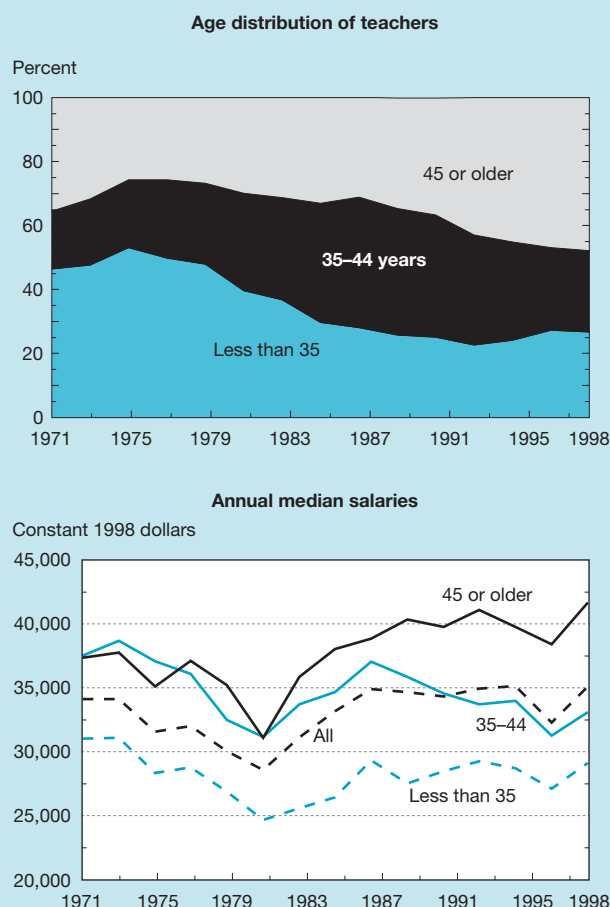 Age distribution of teachers
Percent
100
80
60
40
20
0
45 or older
35–44 years
Less than 35
1971 1975 1979 1983 1987 1991 1995 1998
Annual median salaries
Constant 1998 dollars
45,000
40,000
35,000
30,000
25,000
20,000
45 or older
35–44
All
Less than 35
1971 1975 1979 1983 1987 1991 1995 1998